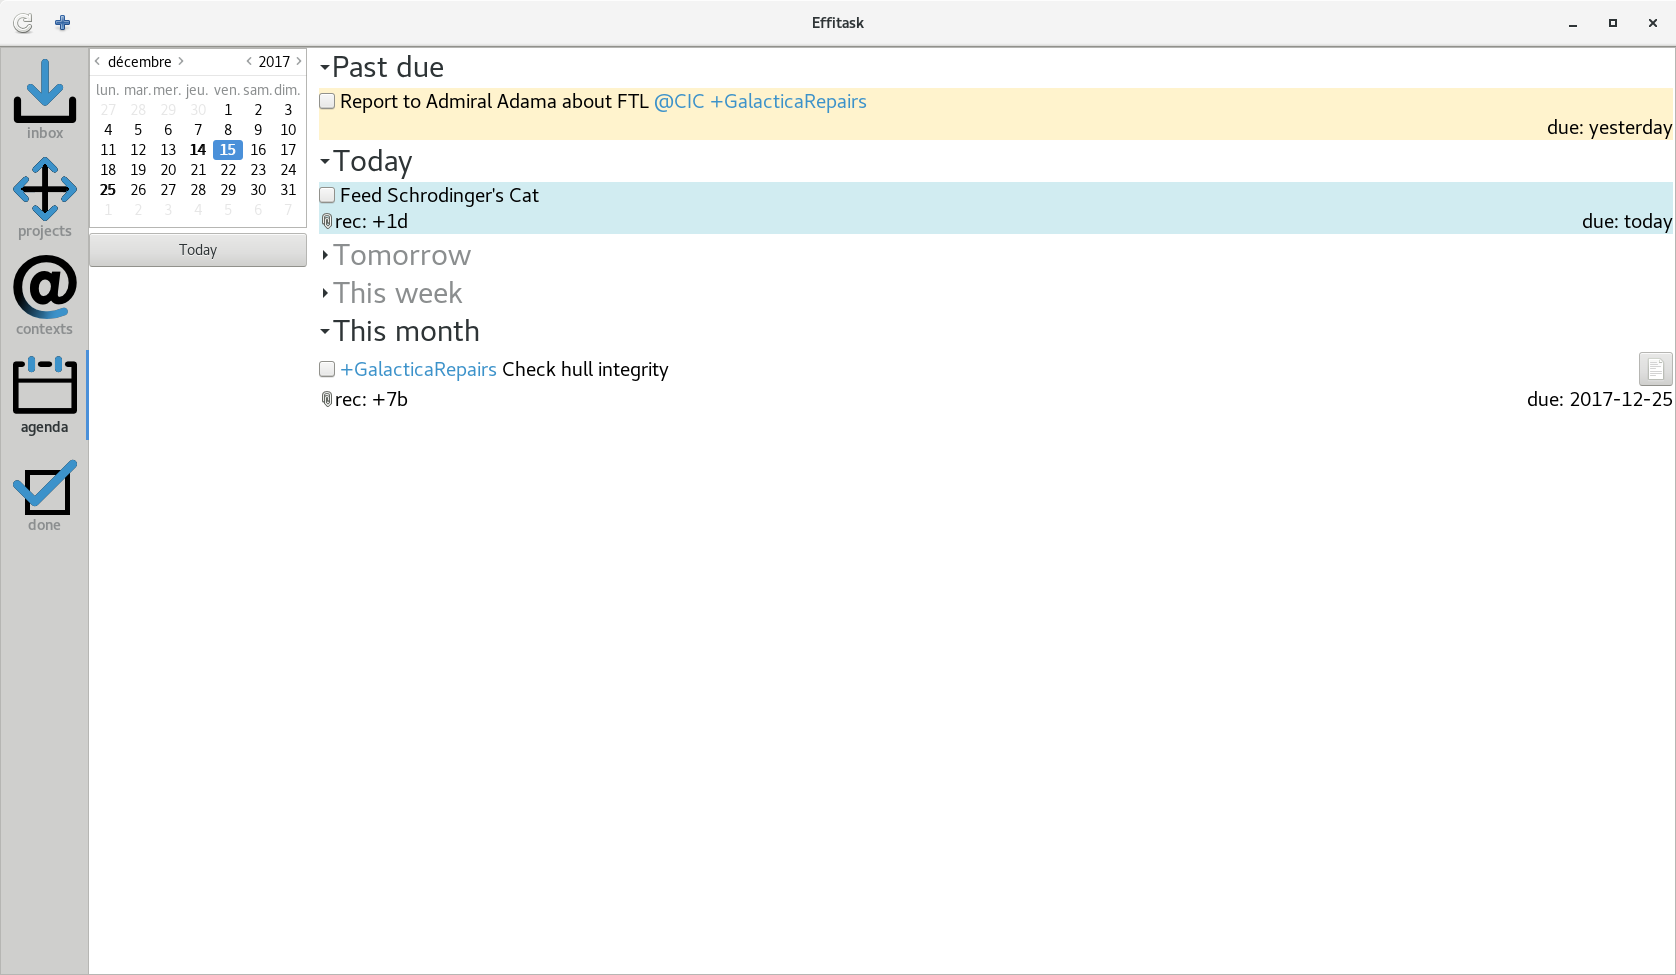 Effitask
inbox
projects
contexts
agenda
done
décembre 2017
lun. mar. mer. jeu. ven. sam. dim.
27 28 29 30 1 2 3
4 5 6 7 8 9 10
11 12 13 14 15 16 17
18 19 20 21 22 23 24
25 26 27 28 29 30 31
1 2 3 4 5 6 7
Today
Past due
Report to Admiral Adama about FTL @CIC +GalacticaRepairs
due: yesterday
Today
Feed Schrodinger's Cat
rec: +1d due: today
Tomorrow
This week
This month
+GalacticaRepairs Check hull integrity
rec: +7b due: 2017-12-25